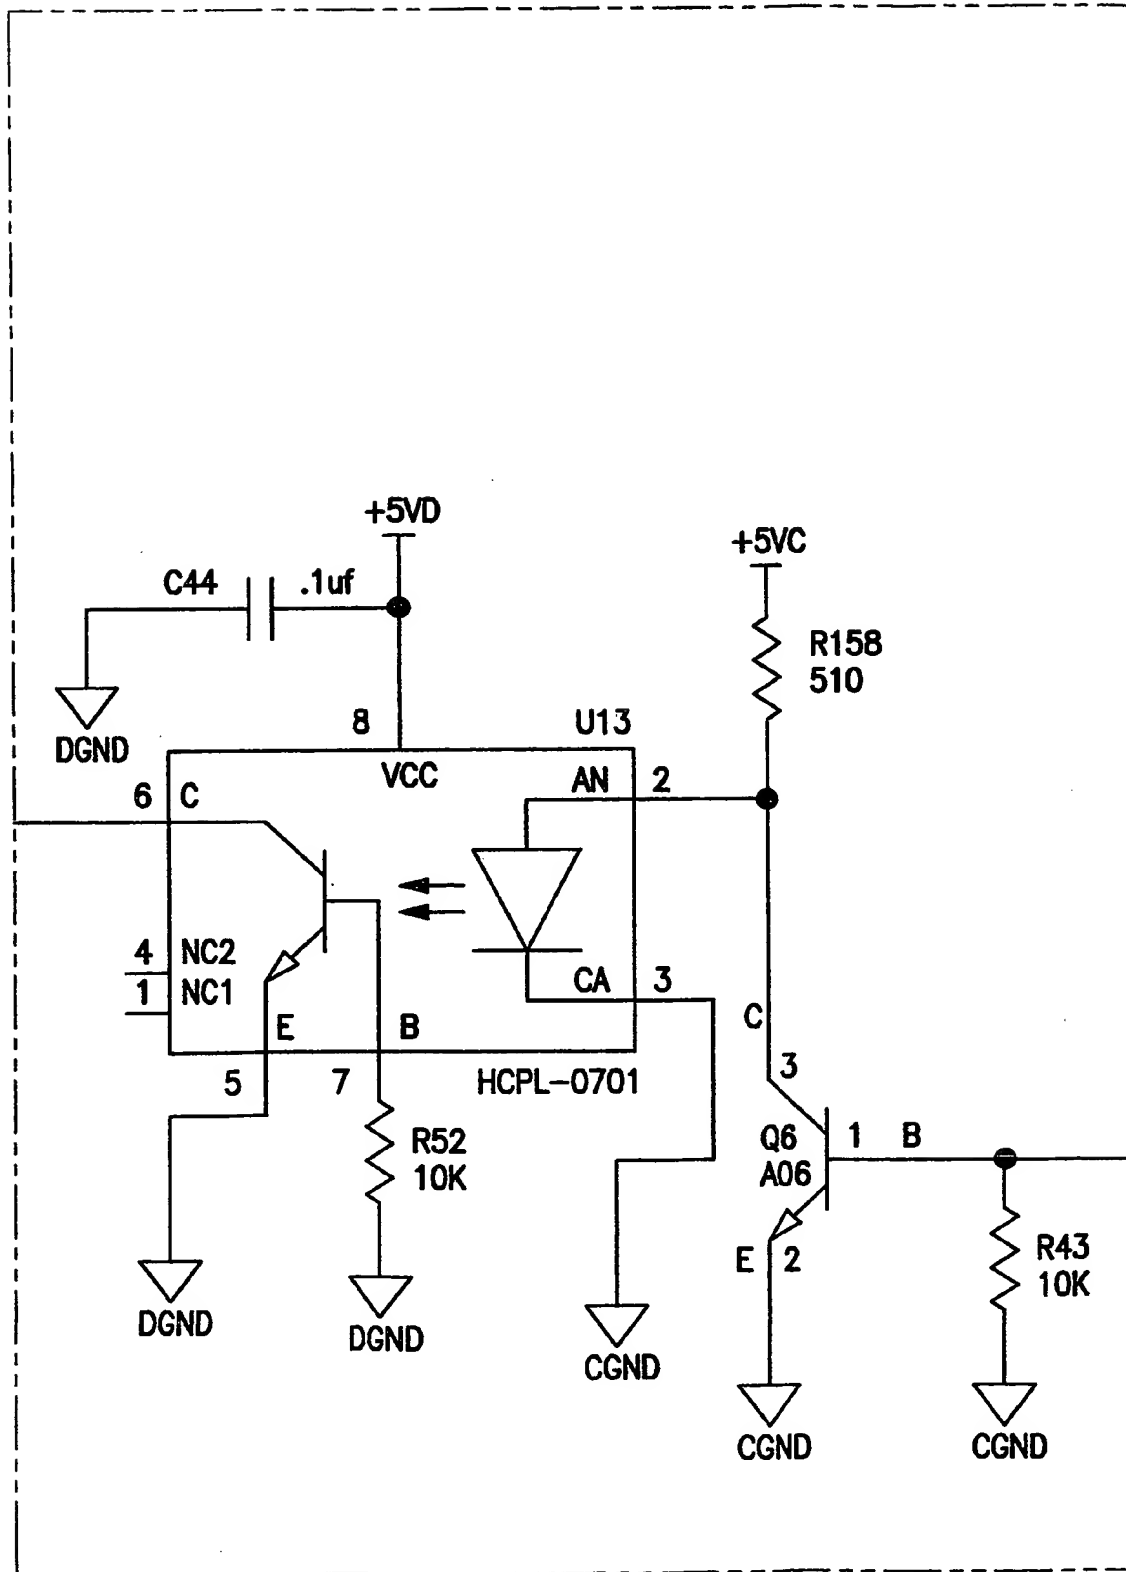 +5VD
+5VC
C44 .1uf
R158
510
DGND
8 U13
VCC
AN 2
6 C
4 NC2
1 NC1
CA 3
E B
C
5 7 HCPL-0701
3
R52
10K
Q6 1 B
A06
E 2
R43
10K
DGND
DGND
CGND
CGND
CGND